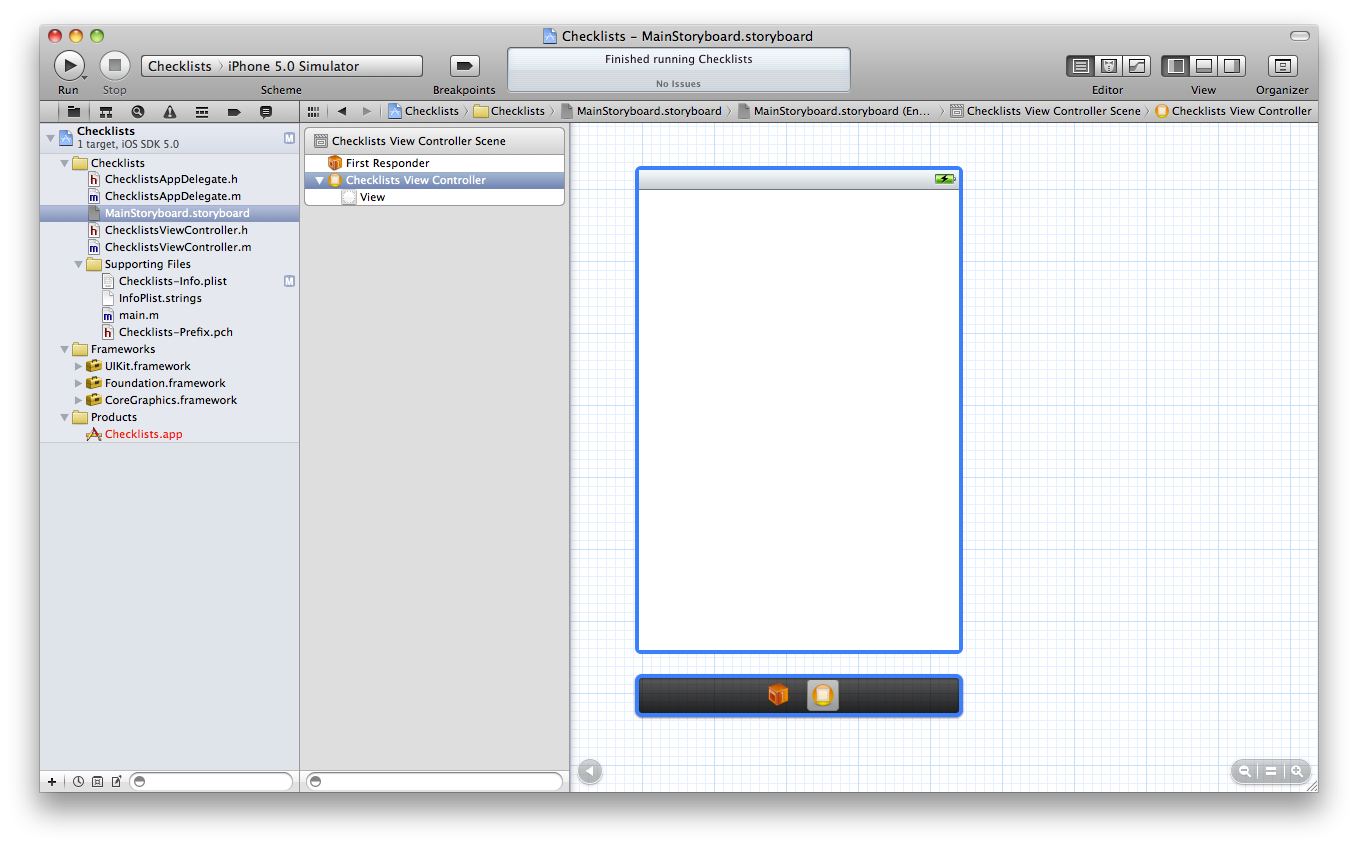 Checklists - MainStoryboard.storyboard
Checklists iPhone 5.0 Simulator
Finished running Checklists
No Issues
Run Stop Scheme Breakpoints Editor View Organizer
Checklists Checklists MainStoryboard.storyboard MainStoryboard.storyboard (En... Checklists View Controller Scene Checklists View Controller
Checklists
1 target, iOS SDK 5.0
M
Checklists
ChecklistsAppDelegate.h
ChecklistsAppDelegate.m
MainStoryboard.storyboard
ChecklistsViewController.h
ChecklistsViewController.m
Supporting Files
Checklists-Info.plist
M
InfoPlist.strings
main.m
Checklists-Prefix.pch
Frameworks
UIKit.framework
Foundation.framework
CoreGraphics.framework
Products
Checklists.app
Checklists View Controller Scene
First Responder
Checklists View Controller
View